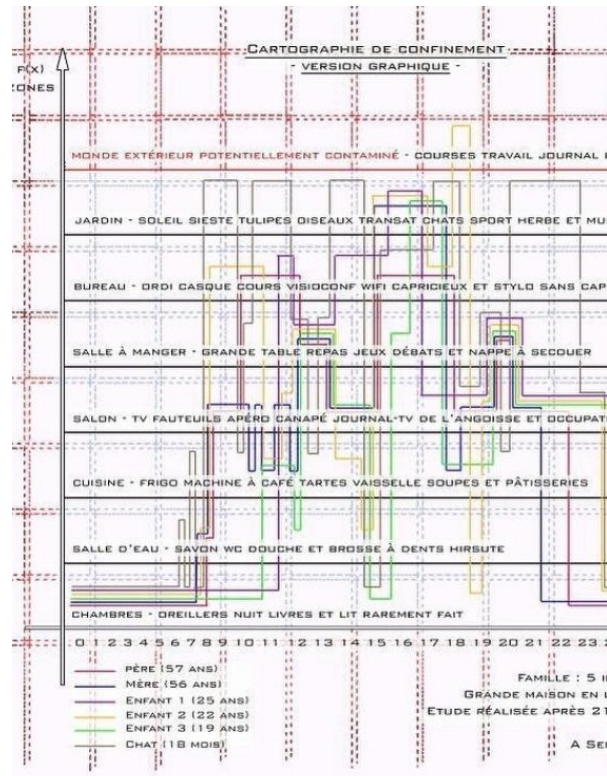 CARTOGRAPHIE DE CONFINEMENT
- VERSION GRAPHIQUE -
F(X)
ZONES
MONDE EXTÉRIEUR POTENTIELLEMENT CONTAMINÉ - COURSES TRAVAIL JOURNAL
JARDIN - SOLEIL SIESTE TULIPES OISEAUX TRANSAT CHATS SPORT HERBE ET MU
BUREAU - ORDI CASQUE COURS VISIOCONF WIFI CAPRICIEUX ET STYLO SANS CAP
SALLE À MANGER - GRANDE TABLE REPAS JEUX DÉBATS ET NAPPE À SECOUER
SALON - TV FAUTEUILS APÉRO CANAPÉ JOURNAL-TV DE L'ANGOISSE ET OCCUPAT
CUISINE - FRIGO MACHINE À CAFÉ TARTES VAISSELLE SOUPES ET PÂTISSERIES
SALLE D'EAU - SAVON WC DOUCHE ET BROSSE À DENTS HIRSUTE
CHAMBRES - OREILLERS NUIT LIVRES ET LIT RAREMENT FAIT
0 1 2 3 4 5 6 7 8 9 10 11 12 13 14 15 16 17 18 19 20 21 22 23
PÈRE (57 ANS)
MÈRE (56 ANS)
ENFANT 1 (25 ANS)
ENFANT 2 (22 ANS)
ENFANT 3 (19 ANS)
CHAT (18 MOIS)
FAMILLE : 5
GRANDE MAISON EN
ETUDE RÉALISÉE APRÈS 21
A SE